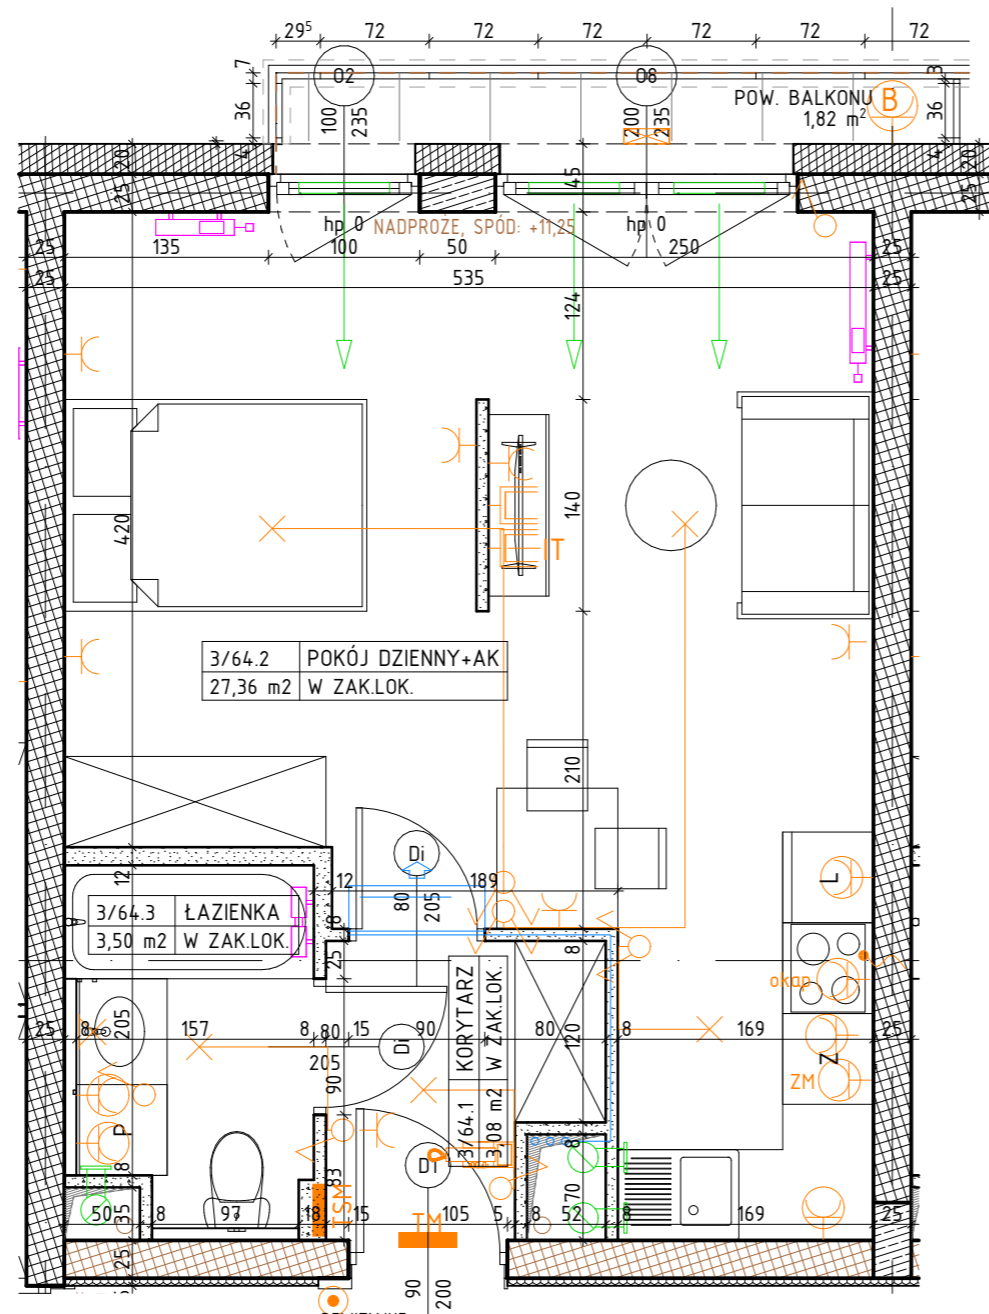 29⁵ 72 72 72 72 72 72
7 36 4
O2 O8
100 235
200 235
POW. BALKONU
1,82 m²
B
3 36 4
20 25
45
20 25
hp 0
NADPROŻE, SPÓD: +11,25
hp 0
25 135 100 50 250 25
25 535 25
124
420
140
IT
3/64.2 POKÓJ DZIENNY+AK
27,36 m2 W ZAK.LOK.
210
Di
80 205
12 12 189
3/64.3 ŁAZIENKA
3,50 m2 W ZAK.LOK.
8 25 8
L
okap
3/64.1 KORYTARZ
3,08 m2 W ZAK.LOK.
25 8 205 157 8 80 15 90 80 120 8 169 25
205
Di
90
Z
ZM
P
Di
8 83 8
70
TSM
TM
50 35 8 97 18 15 105 5 8 52 8 169 25
25
90 200